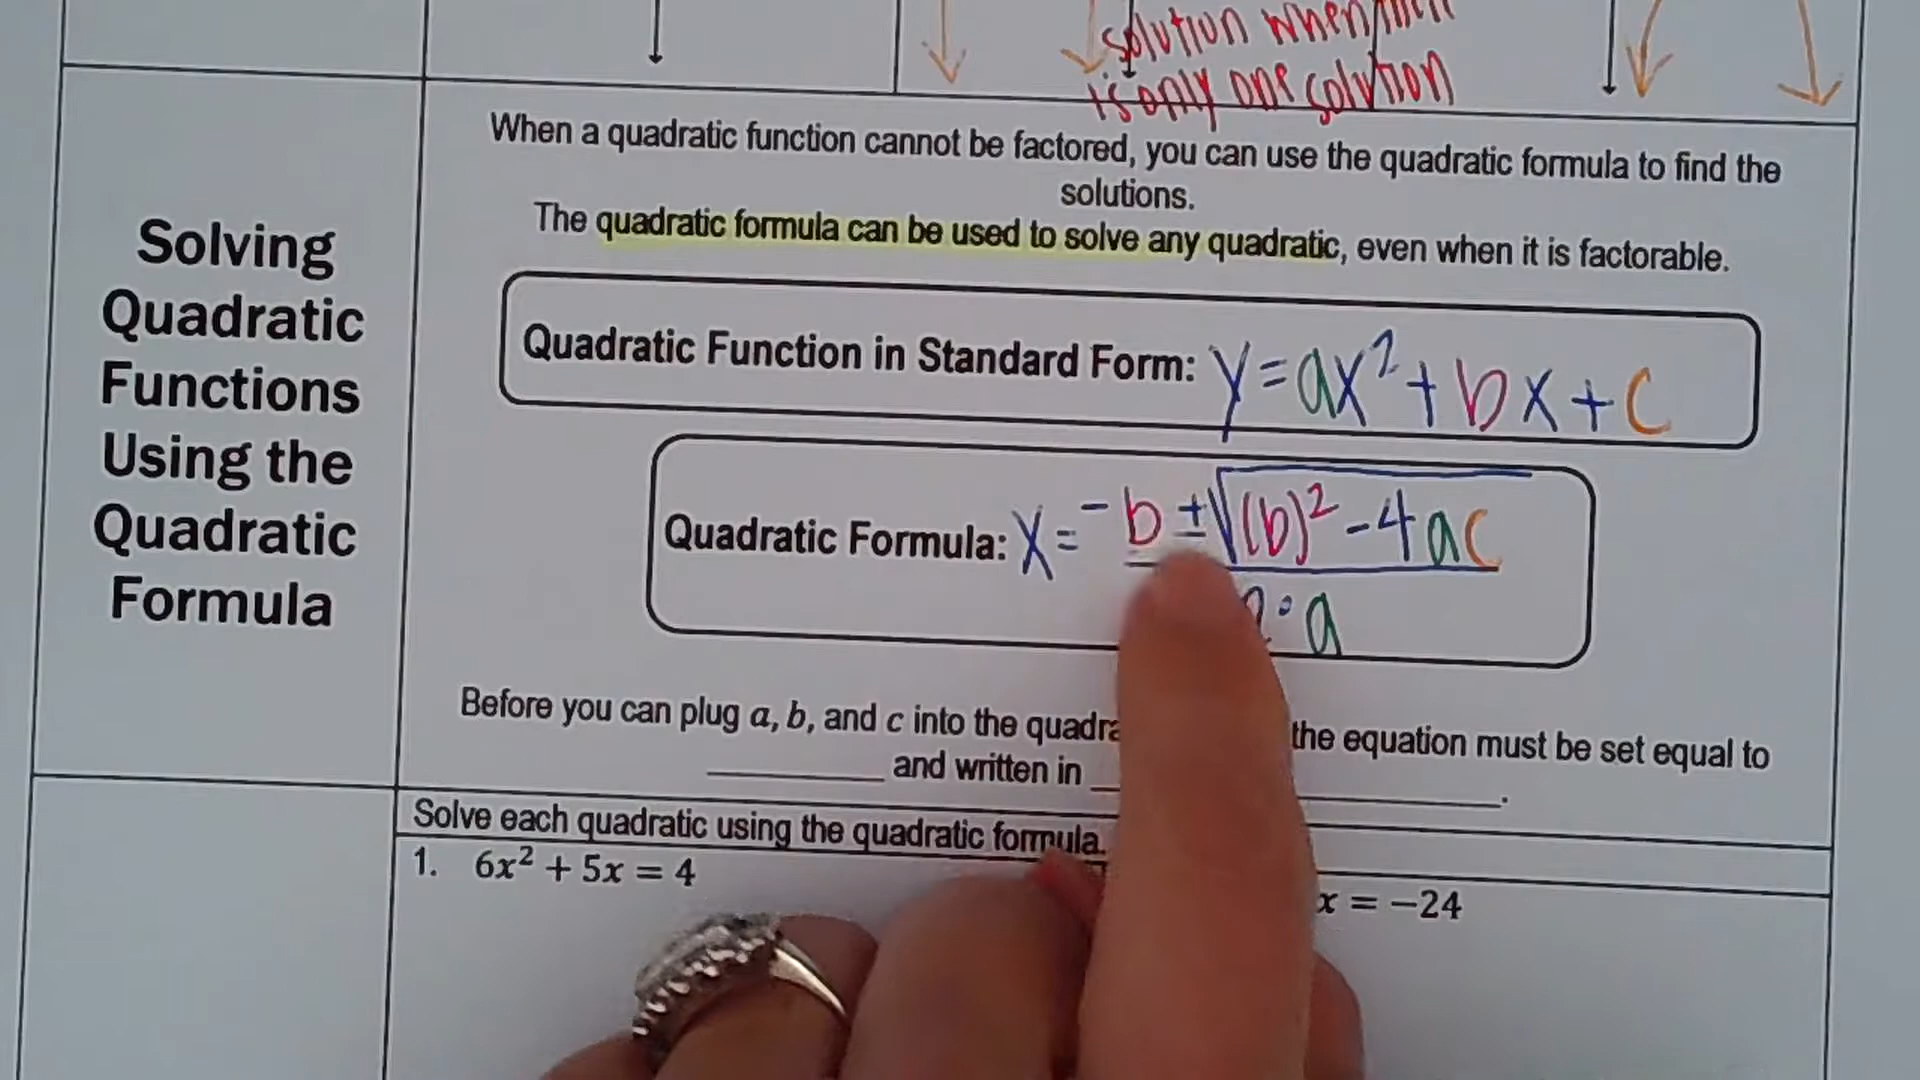 solution when
is only one solution
Solving
Quadratic
Functions
Using the
Quadratic
Formula
When a quadratic function cannot be factored, you can use the quadratic formula to find the
solutions.
The quadratic formula can be used to solve any quadratic, even when it is factorable.
Quadratic Function in Standard Form: y=ax²+bx+c
Quadratic Formula: x= -b ± √(b)²-4ac
·a
Before you can plug a, b, and c into the the equation must be set equal to
________ and written in ________.
Solve each quadratic using the quadratic formula.
1. 6x² + 5x = 4
x = −24